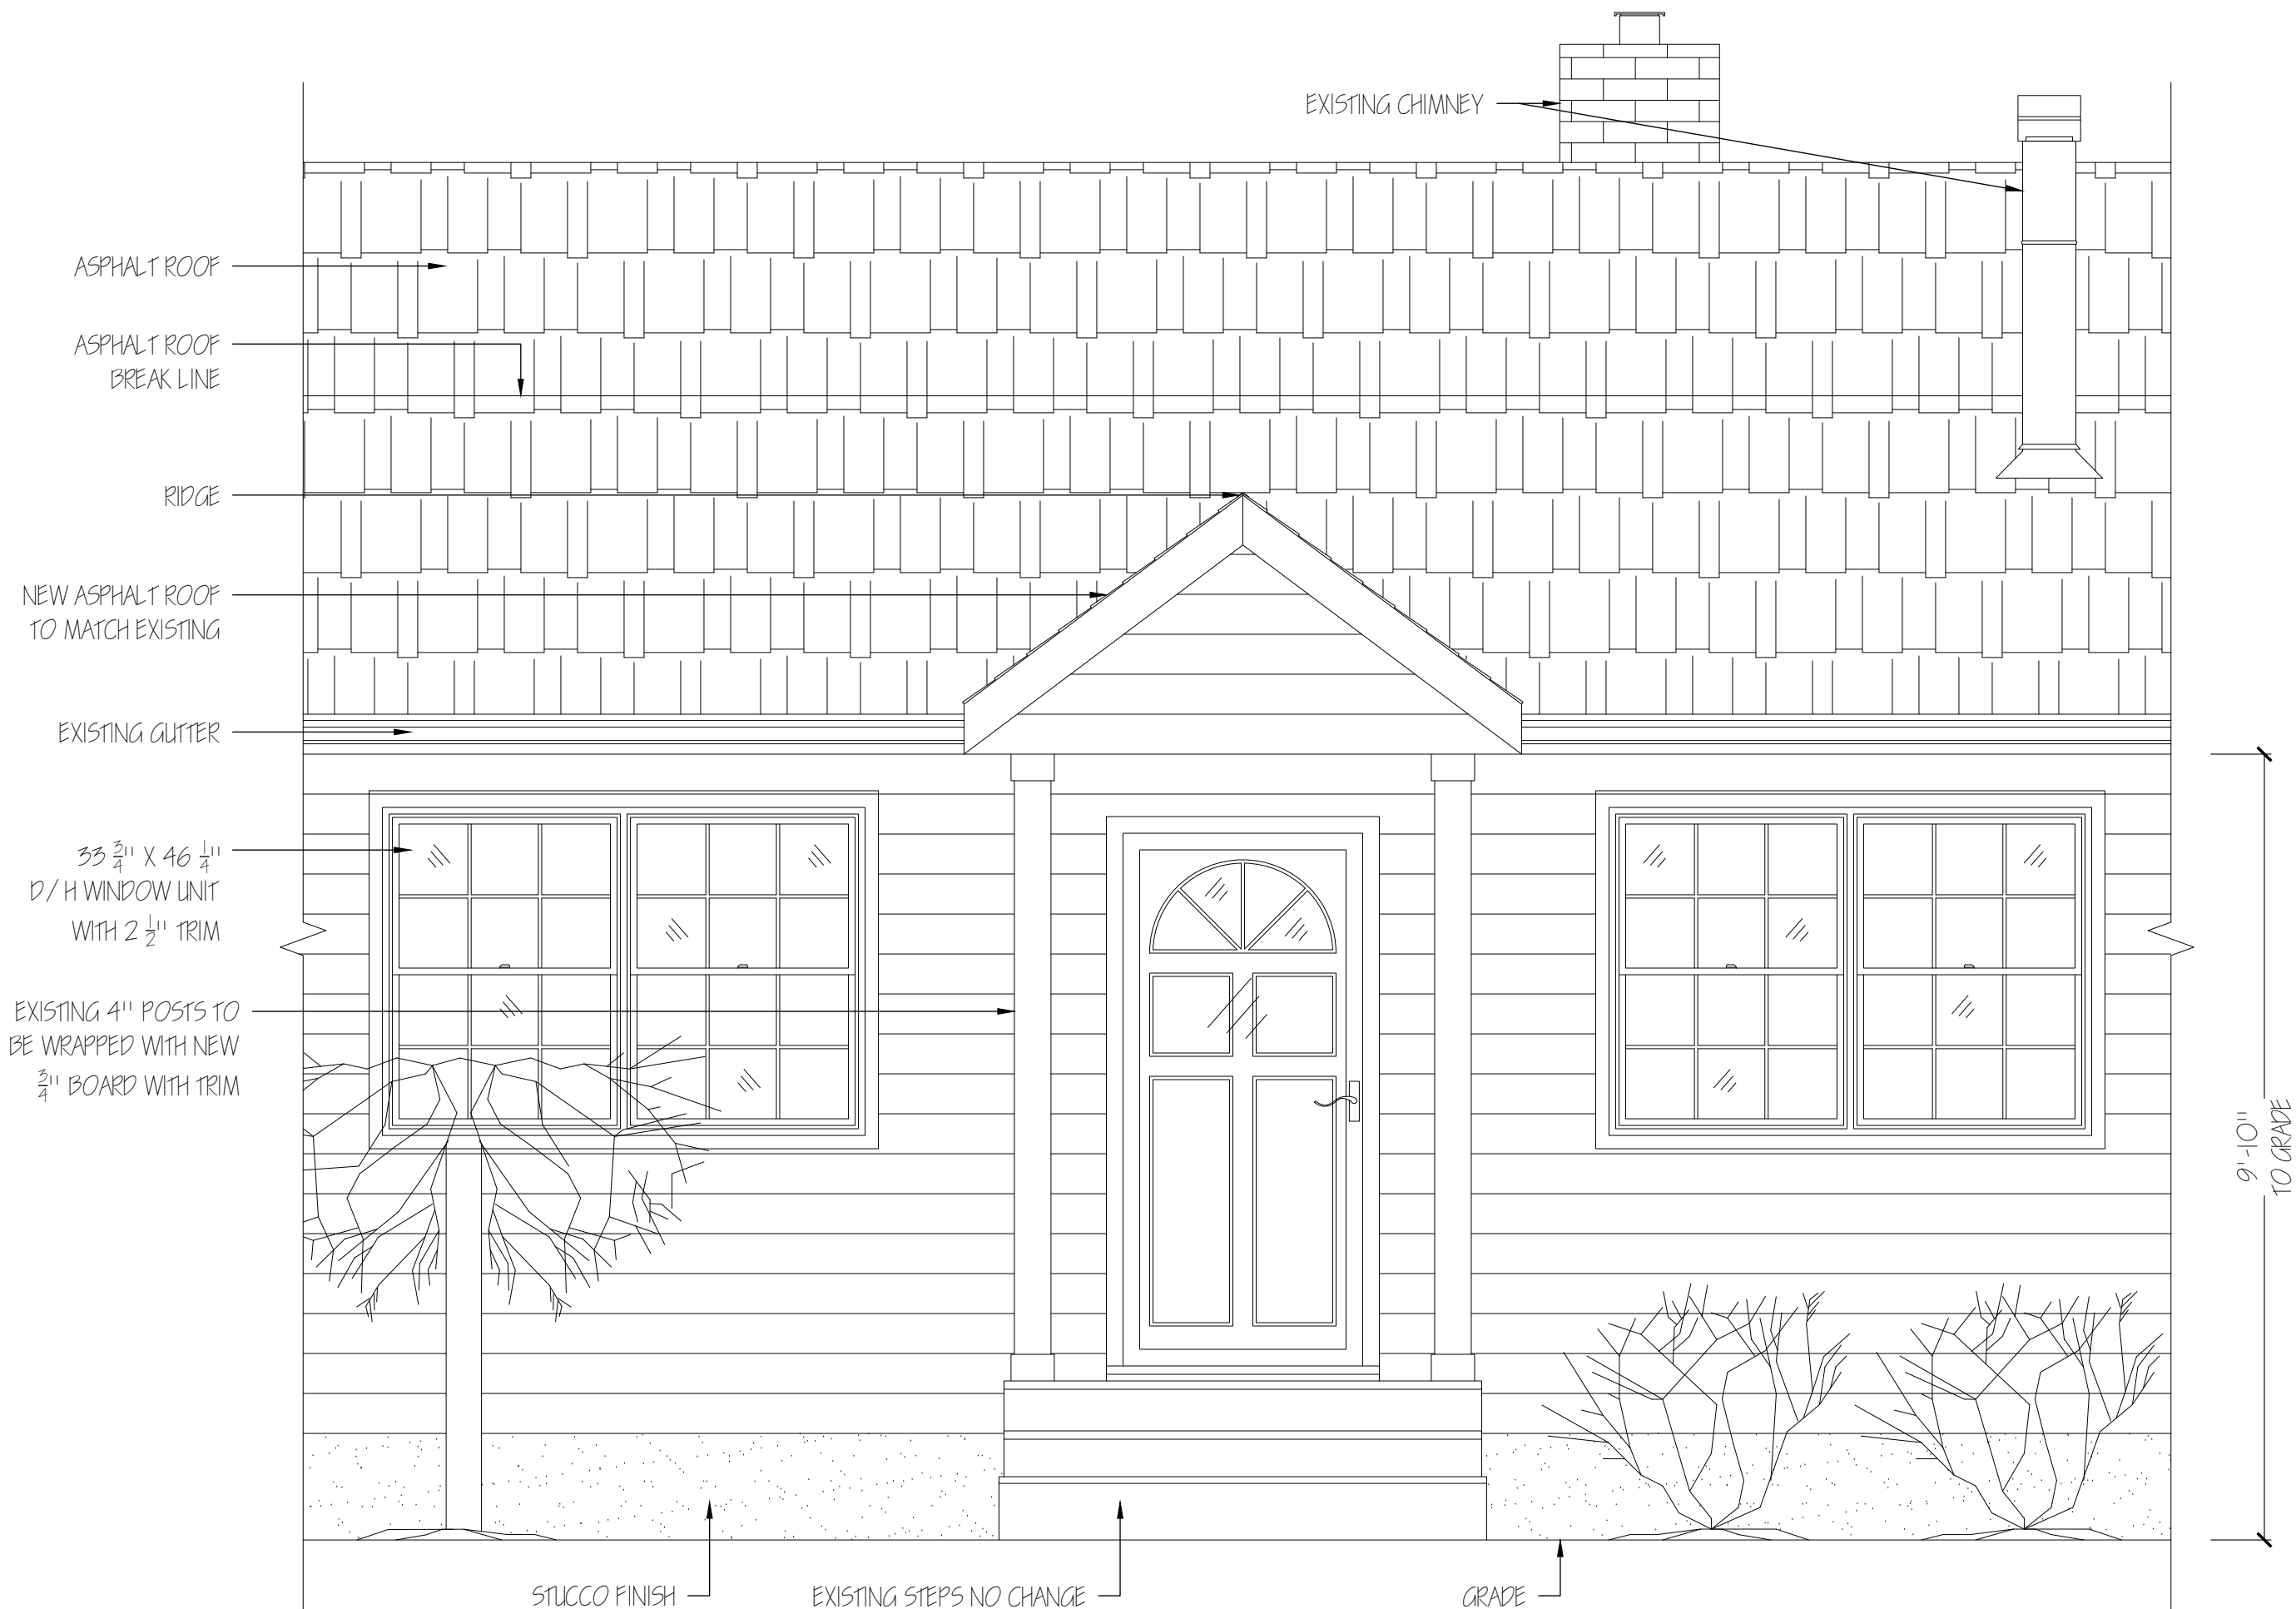 EXISTING CHIMNEY
ASPHALT ROOF
ASPHALT ROOF
BREAK LINE
RIDGE
NEW ASPHALT ROOF
TO MATCH EXISTING
EXISTING GUTTER
33 3/4" X 46 1/4"
D/H WINDOW UNIT
WITH 2 1/2" TRIM
EXISTING 4" POSTS TO
BE WRAPPED WITH NEW
3/4" BOARD WITH TRIM
9'-10"
TO GRADE
STUCCO FINISH
EXISTING STEPS NO CHANGE
GRADE